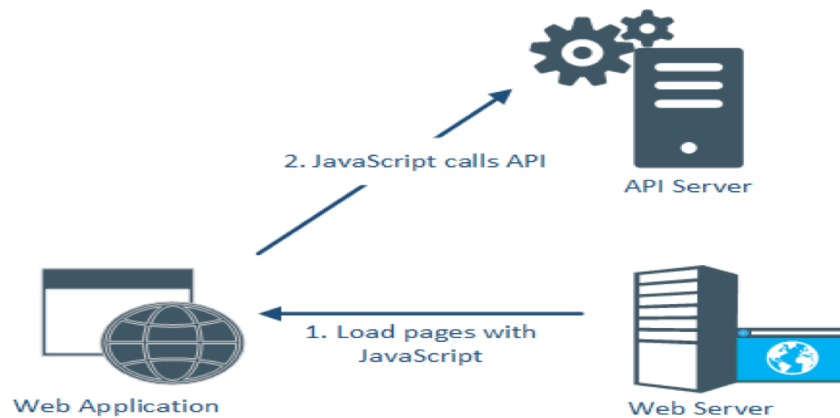 2. JavaScript calls API
API Server
1. Load pages with
JavaScript
Web Application
Web Server